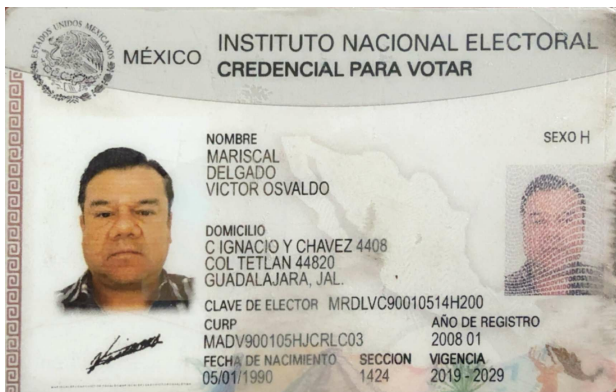 ESTADOS UNIDOS MEXICANOS
MÉXICO
INSTITUTO NACIONAL ELECTORAL
CREDENCIAL PARA VOTAR
NOMBRE
SEXO H
MARISCAL
DELGADO
VICTOR OSVALDO
DOMICILIO
C IGNACIO Y CHAVEZ 4408
COL TETLAN 44820
GUADALAJARA, JAL.
CLAVE DE ELECTOR MRDLVC90010514H200
CURP
AÑO DE REGISTRO
MADV900105HJCRLC03
2008 01
FECHA DE NACIMIENTO SECCION VIGENCIA
05/01/1990 1424 2019 - 2029